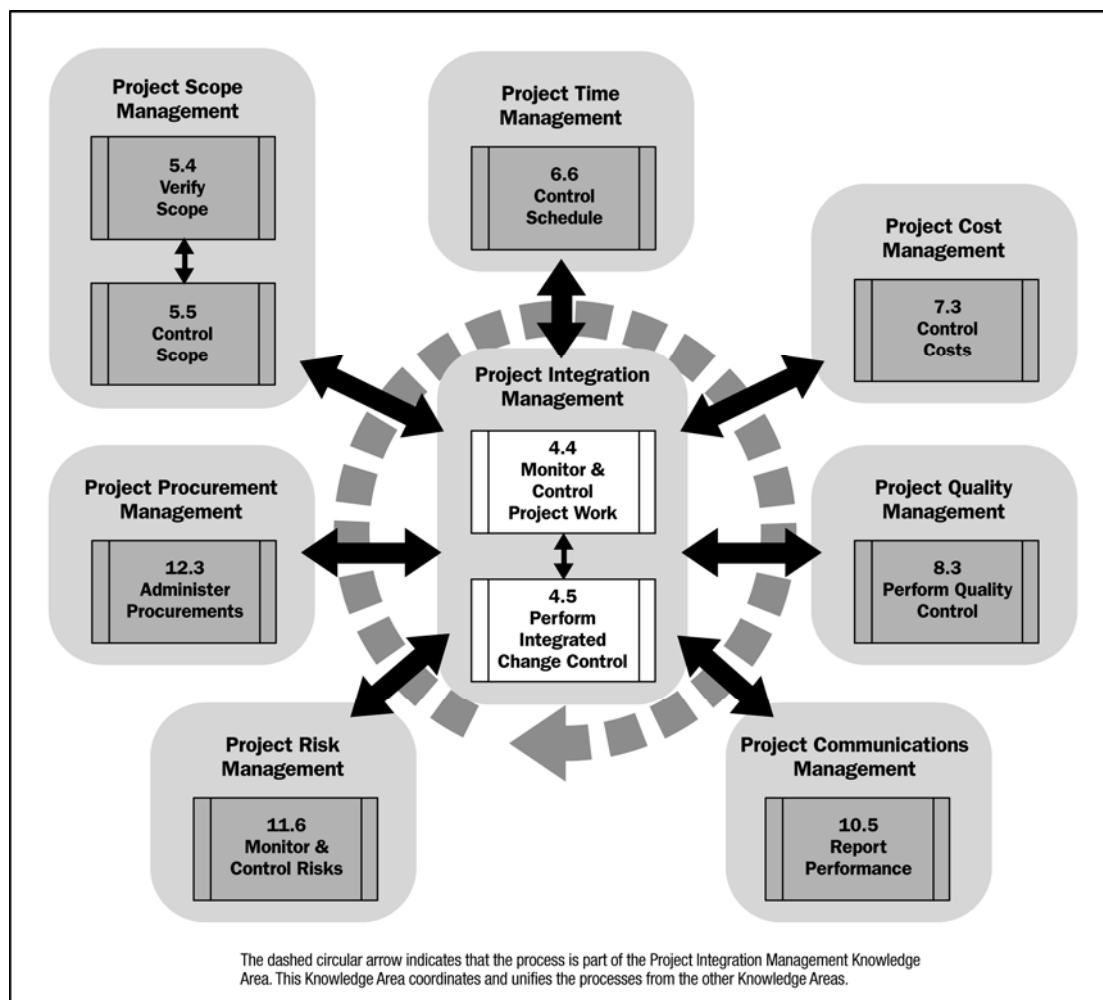 Project Scope
Management
5.4
Verify
Scope
5.5
Control
Scope
Project Time
Management
6.6
Control
Schedule
Project Cost
Management
7.3
Control
Costs
Project Integration
Management
4.4
Monitor &
Control
Project Work
4.5
Perform
Integrated
Change Control
Project Procurement
Management
12.3
Administer
Procurements
Project Quality
Management
8.3
Perform Quality
Control
Project Risk
Management
11.6
Monitor &
Control Risks
Project Communications
Management
10.5
Report
Performance
The dashed circular arrow indicates that the process is part of the Project Integration Management Knowledge
Area. This Knowledge Area coordinates and unifies the processes from the other Knowledge Areas.